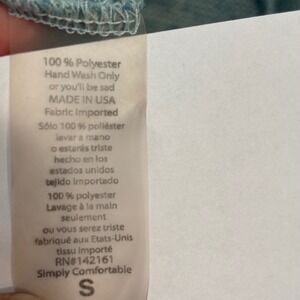 100 % Polyester
Hand Wash Only
or you'll be sad
MADE IN USA
Fabric Imported
Sólo 100 % poliéster
lavar a mano
o estarás triste
hecho en los
estados unidos
tejido importado
100 % polyester
Lavage à la main
seulement
ou vous serez triste
fabriqué aux Etats-Unis
tissu importé
RN#142161
Simply Comfortable
S